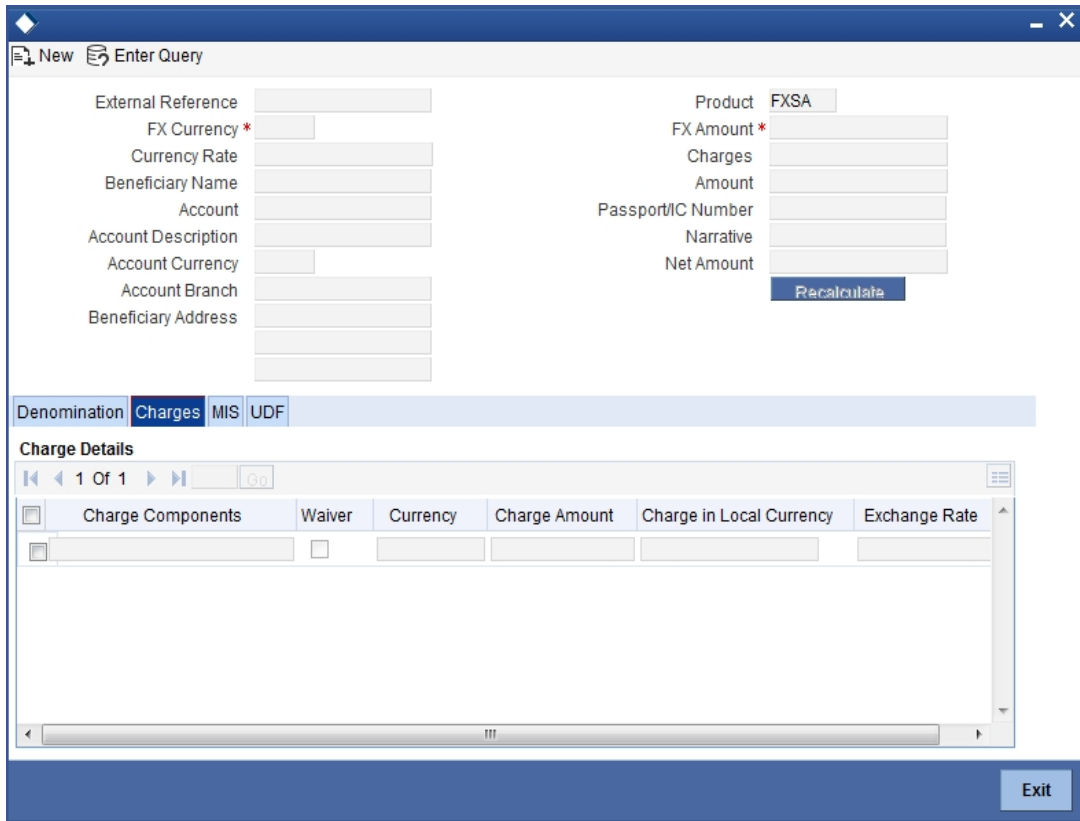 New Enter Query
External Reference
FX Currency *
Currency Rate
Beneficiary Name
Account
Account Description
Account Currency
Account Branch
Beneficiary Address
Product FXSA
FX Amount *
Charges
Amount
Passport/IC Number
Narrative
Net Amount
Recalculate
Denomination Charges MIS UDF
Charge Details
1 Of 1 Go
Charge Components Waiver Currency Charge Amount Charge in Local Currency Exchange Rate
Exit